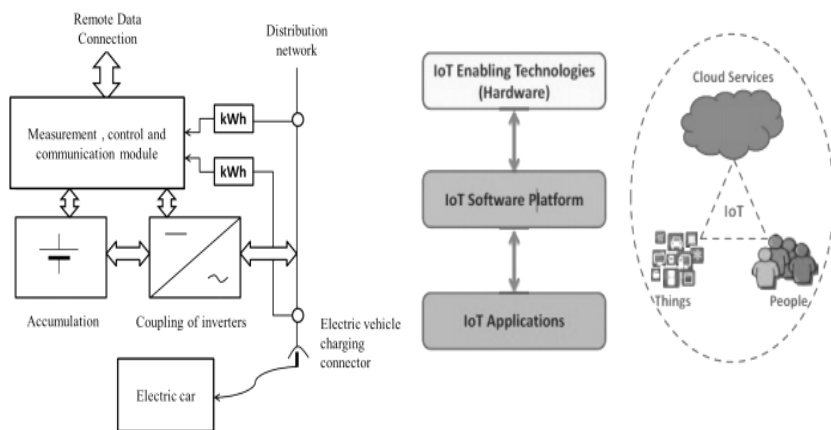 Remote Data
Connection
Distribution
network
Measurement , control and
communication module
kWh
kWh
Accumulation
Coupling of inverters
Electric vehicle
charging
connector
Electric car
IoT Enabling Technologies
(Hardware)
IoT Software Platform
IoT Applications
Cloud Services
IoT
Things
People